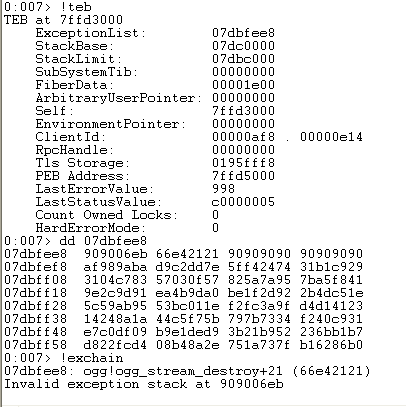 0:007> !teb
TEB at 7ffd3000
    ExceptionList:        07dbfee8
    StackBase:            07dc0000
    StackLimit:           07dbc000
    SubSystemTib:         00000000
    FiberData:            00001e00
    ArbitraryUserPointer: 00000000
    Self:                 7ffd3000
    EnvironmentPointer:   00000000
    ClientId:             00000af8 . 00000e14
    RpcHandle:            00000000
    Tls Storage:          0195fff8
    PEB Address:          7ffd5000
    LastErrorValue:       998
    LastStatusValue:      c0000005
    Count Owned Locks:    0
    HardErrorMode:        0
0:007> dd 07dbfee8
07dbfee8  909006eb 66e42121 90909090 90909090
07dbfef8  af989aba d9c2dd7e 5ff42474 31b1c929
07dbff08  3104c783 57030f57 825a7a95 7ba5f841
07dbff18  9e2c9d91 ea4b9da0 be1f2d92 2b4dc51e
07dbff28  5c59ab95 53bc011e f2fc3a9f d4d14123
07dbff38  14248a1a 44c5f75b 797b7334 f240c931
07dbff48  e7c0df09 b9e1ded9 3b21b952 236bb1b7
07dbff58  d822fcd4 08b48a2e 751a737f b16286b0
0:007> !exchain
07dbfee8: ogg!ogg_stream_destroy+21 (66e42121)
Invalid exception stack at 909006eb